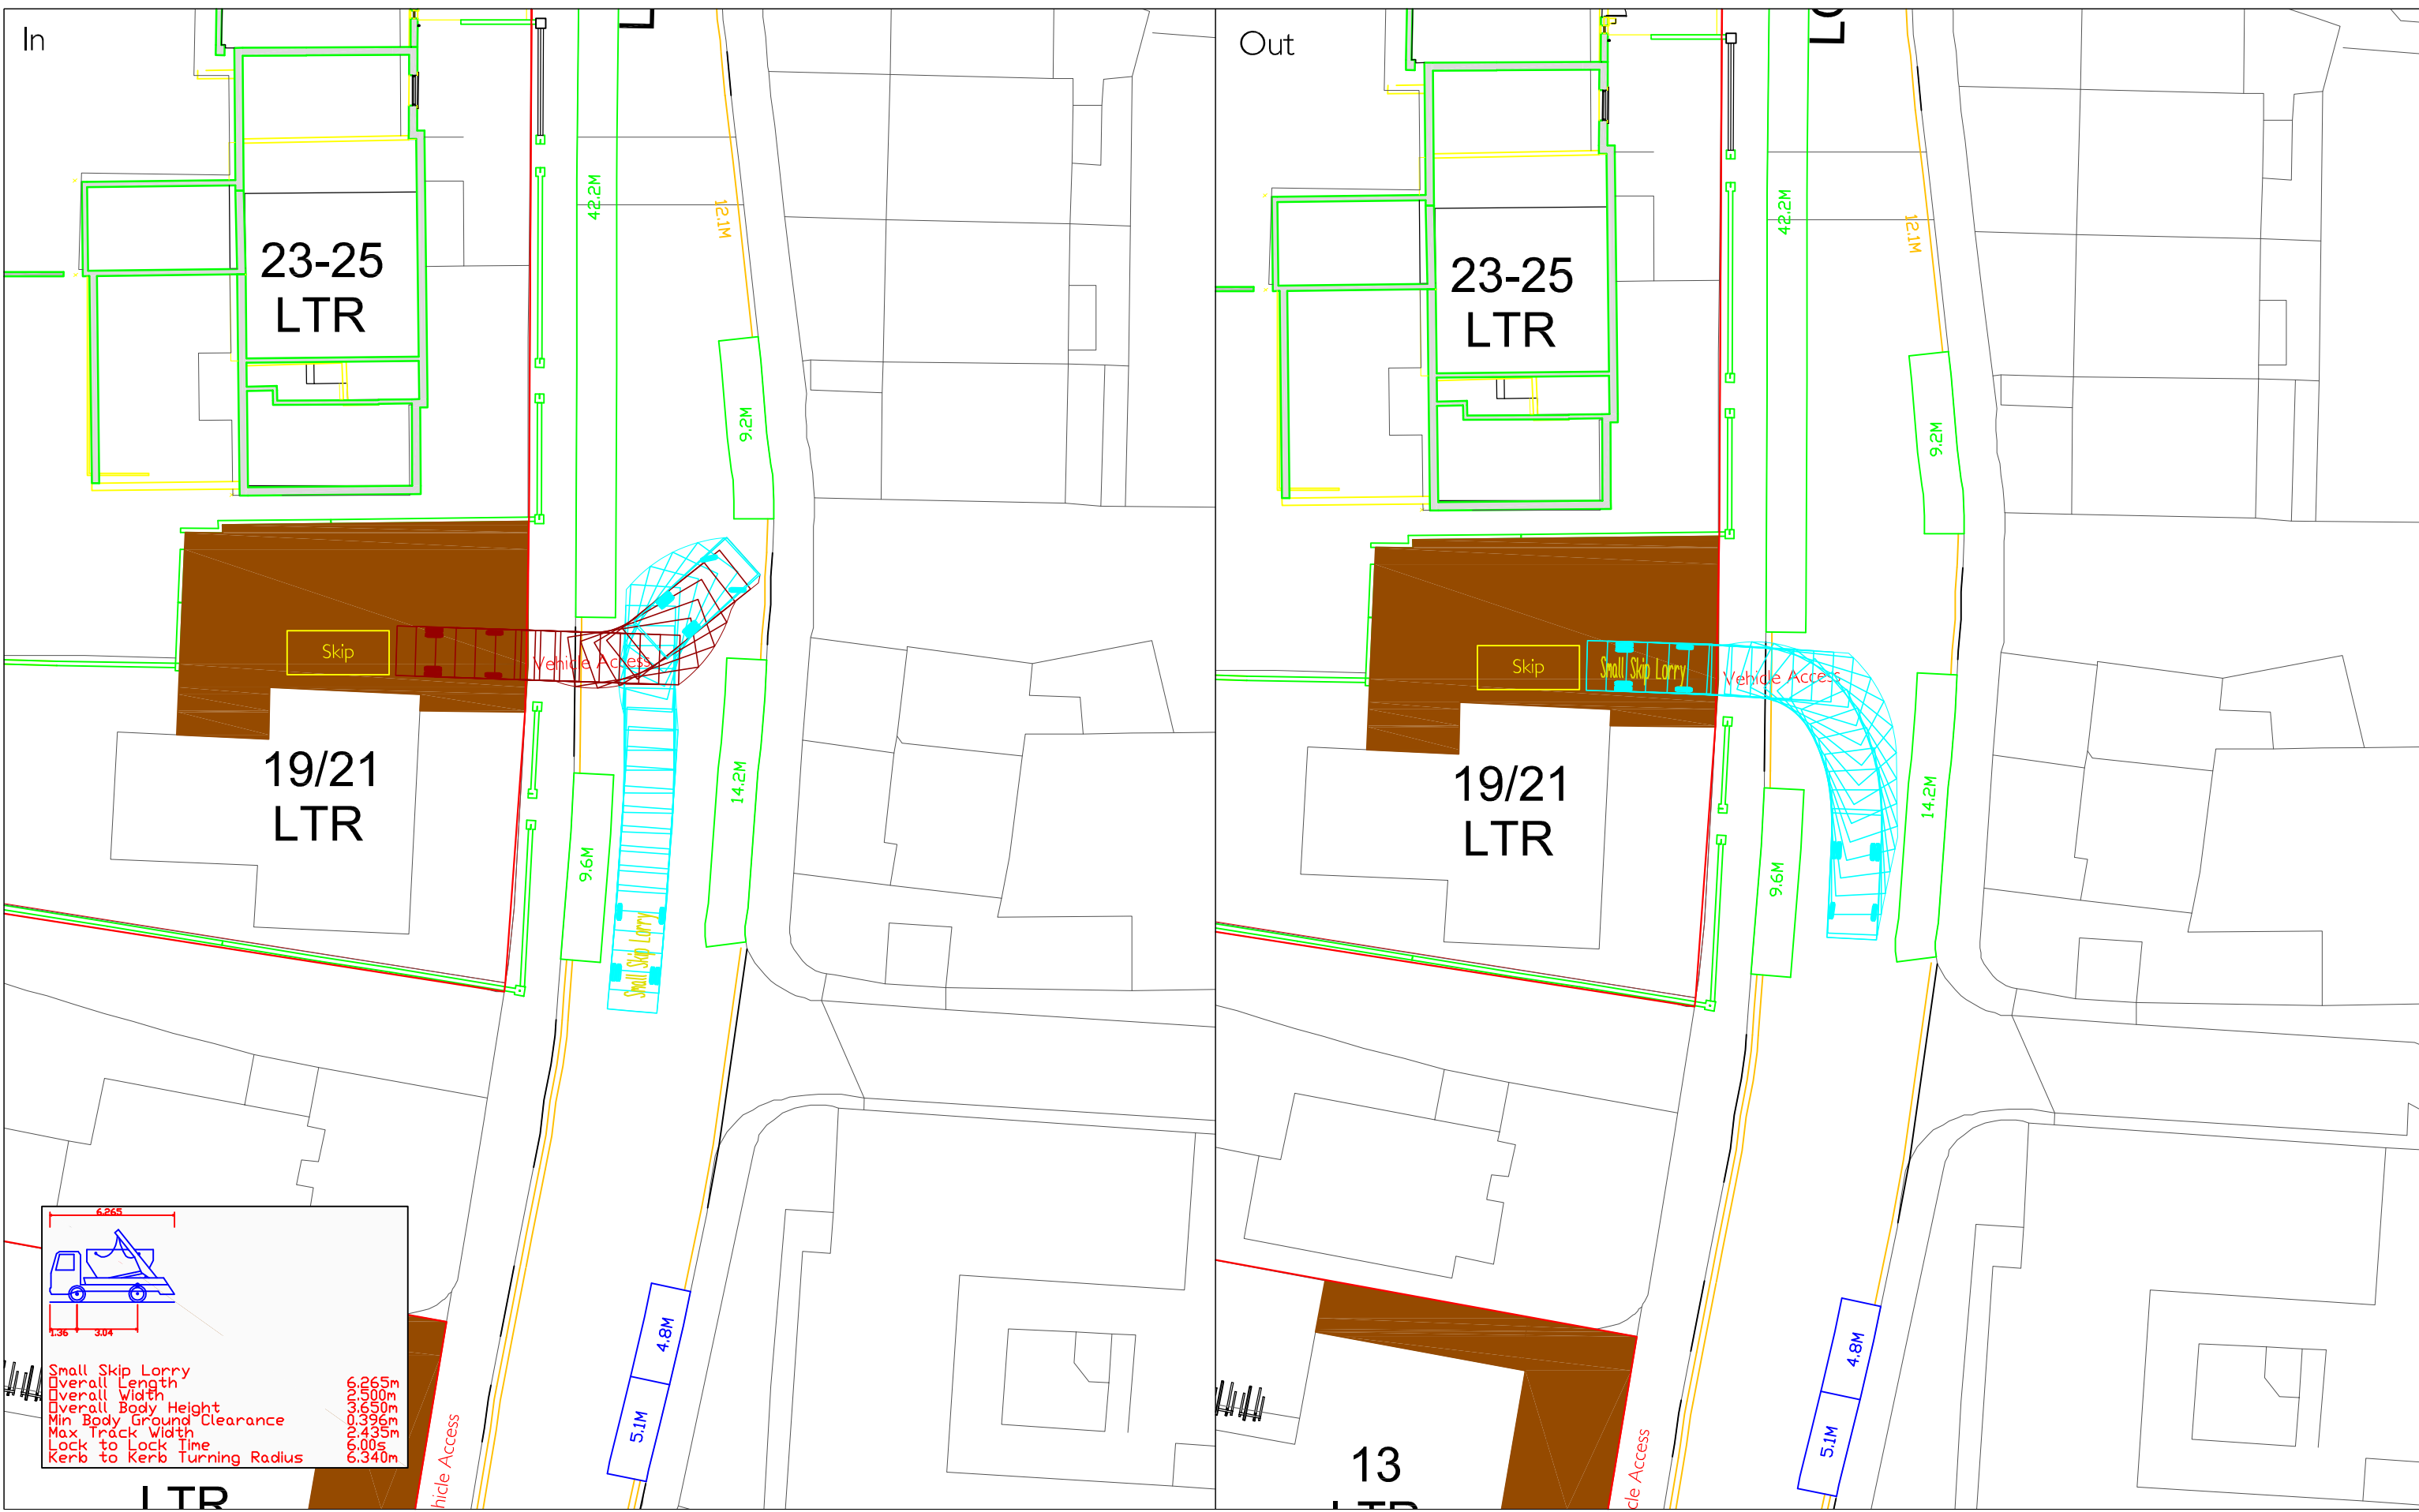 In
42.2M
12.1M
23-25
LTR
9.2M
Skip
Vehicle Access
19/21
LTR
14.2M
9.6M
Small Skip Lorry
4.8M
5.1M
6.265
1.36
3.04
Small Skip Lorry
Overall Length 6.265m
Overall Width 2.500m
Overall Body Height 3.650m
Min Body Ground Clearance 0.396m
Max Track Width 2.435m
Lock to Lock Time 6.00s
Kerb to Kerb Turning Radius 6.340m
hicle Access
LTR
Out
42.2M
12.1M
23-25
LTR
9.2M
Skip
Small Skip Lorry
Vehicle Access
19/21
LTR
14.2M
9.6M
4.8M
5.1M
13
LTR
cle Access